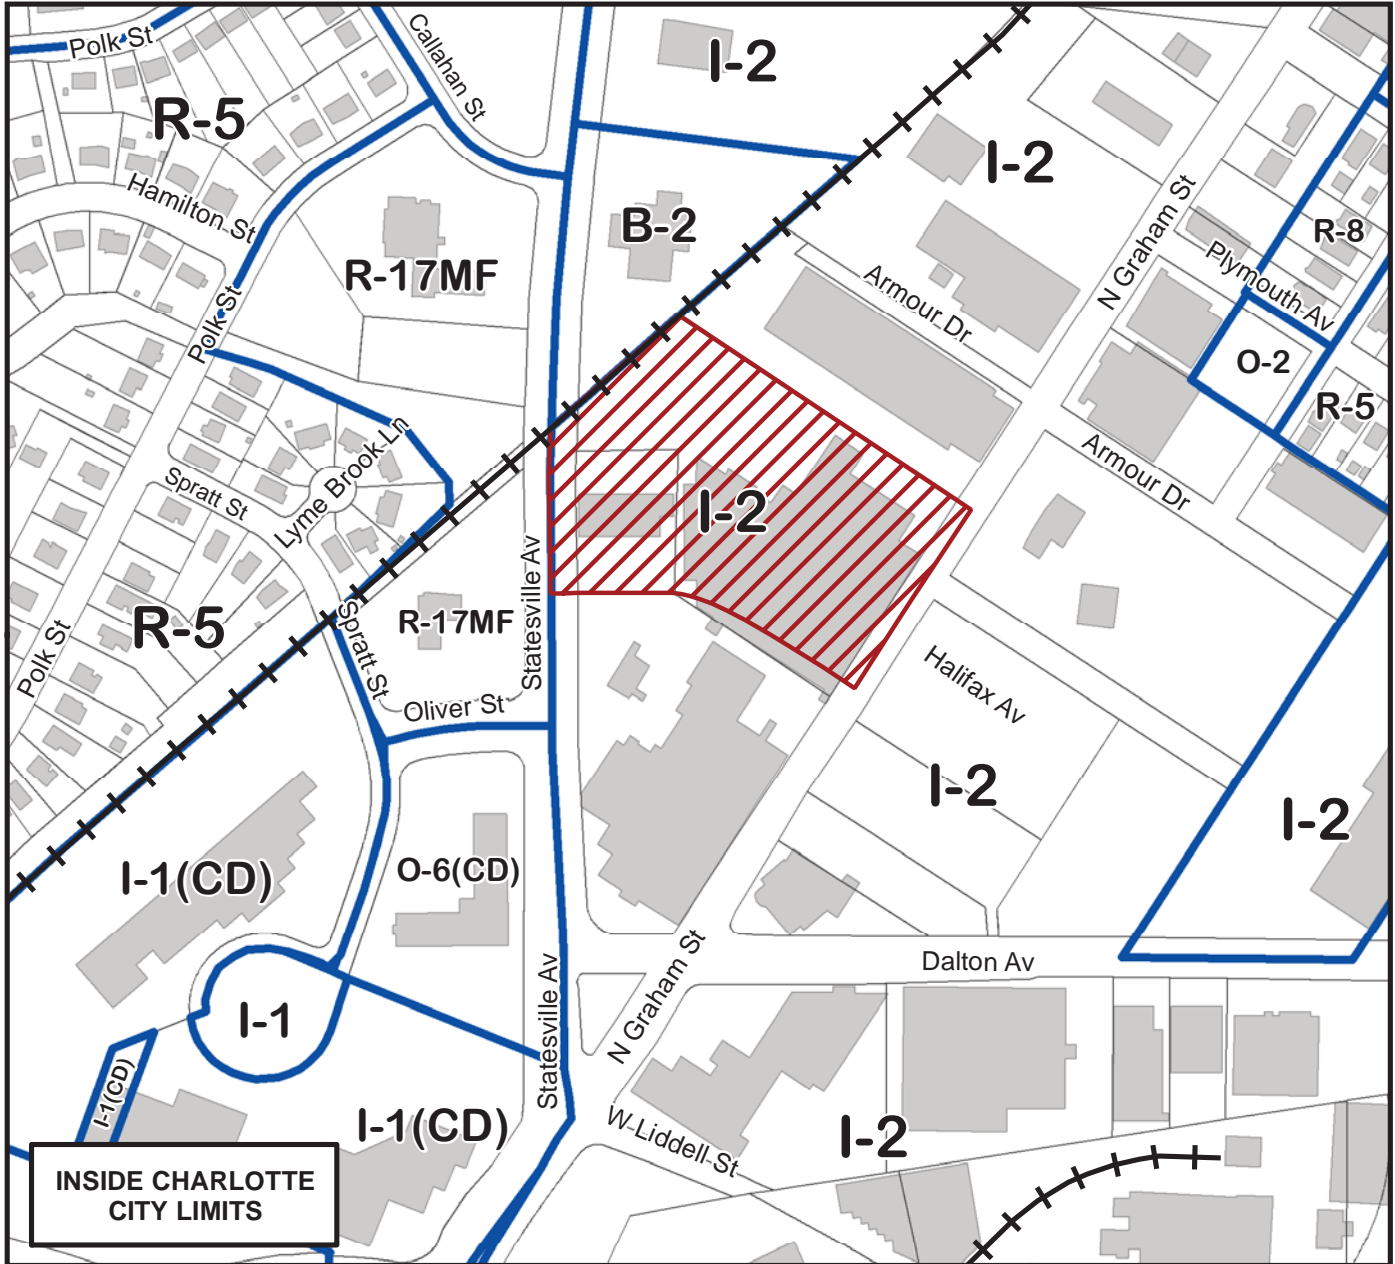 Polk St
Callahan St
I-2
R-5
I-2
Hamilton St
B-2
R-17MF
N Graham St
R-8
Plymouth Av
Armour Dr
Polk St
O-2
R-5
Lyme Brook Ln
Spratt St
Armour Dr
I-2
Statesville Av
R-5
R-17MF
Spratt St
Polk St
Oliver St
Halifax Av
I-2
I-2
I-1(CD)
O-6(CD)
Dalton Av
N Graham St
I-1
Statesville Av
I-1(CD)
I-1(CD)
W Liddell St
I-2
INSIDE CHARLOTTE
CITY LIMITS